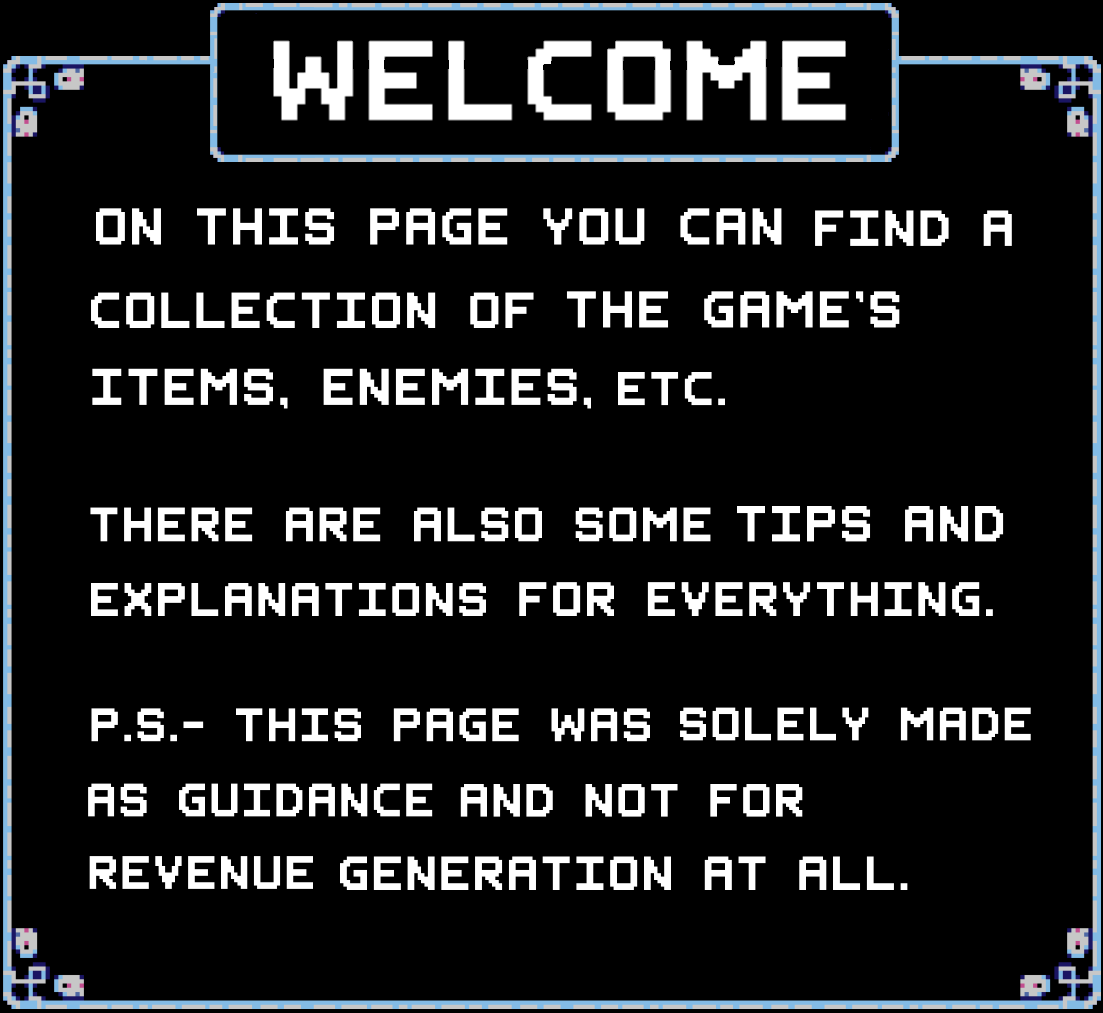 WELCOME
ON THIS PAGE YOU CAN FIND A
COLLECTION OF THE GAME'S
ITEMS, ENEMIES, ETC.
THERE ARE ALSO SOME TIPS AND
EXPLANATIONS FOR EVERYTHING.
P.S.- THIS PAGE WAS SOLELY MADE
AS GUIDANCE AND NOT FOR
REVENUE GENERATION AT ALL.